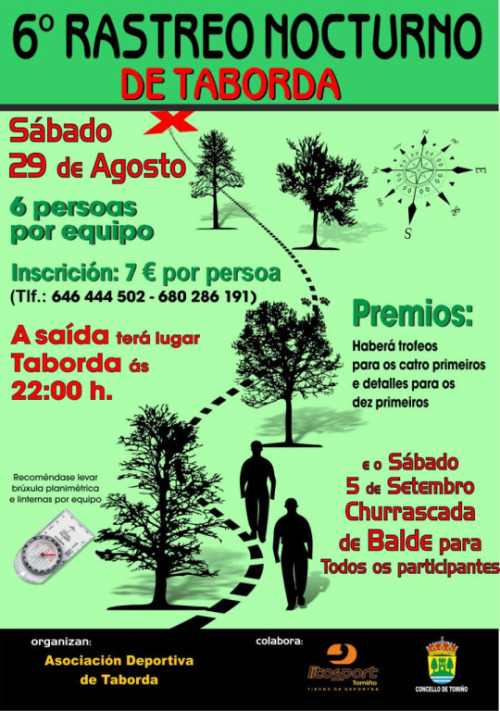 6º RASTREO NOCTURNO
DE TABORDA
Sábado
29 de Agosto
6 persoas
por equipo
Inscrición: 7 € por persoa
(Tlf.: 646 444 502 - 680 286 191)
A saída terá lugar
Taborda ás
22:00 h.
S
Premios:
Haberá trofeos
para os catro primeiros
e detalles para os
dez primeiros
Recoméndase levar
brúxula planimétrica
e linternas por equipo
e o Sábado
5 de Setembro
Churrascada
de Balde para
Todos os participantes
organizan:
Asociación Deportiva
de Taborda
colabora:
litosport
Tomiño
TIENDA DE DEPORTES
CONCELLO DE TOMIÑO